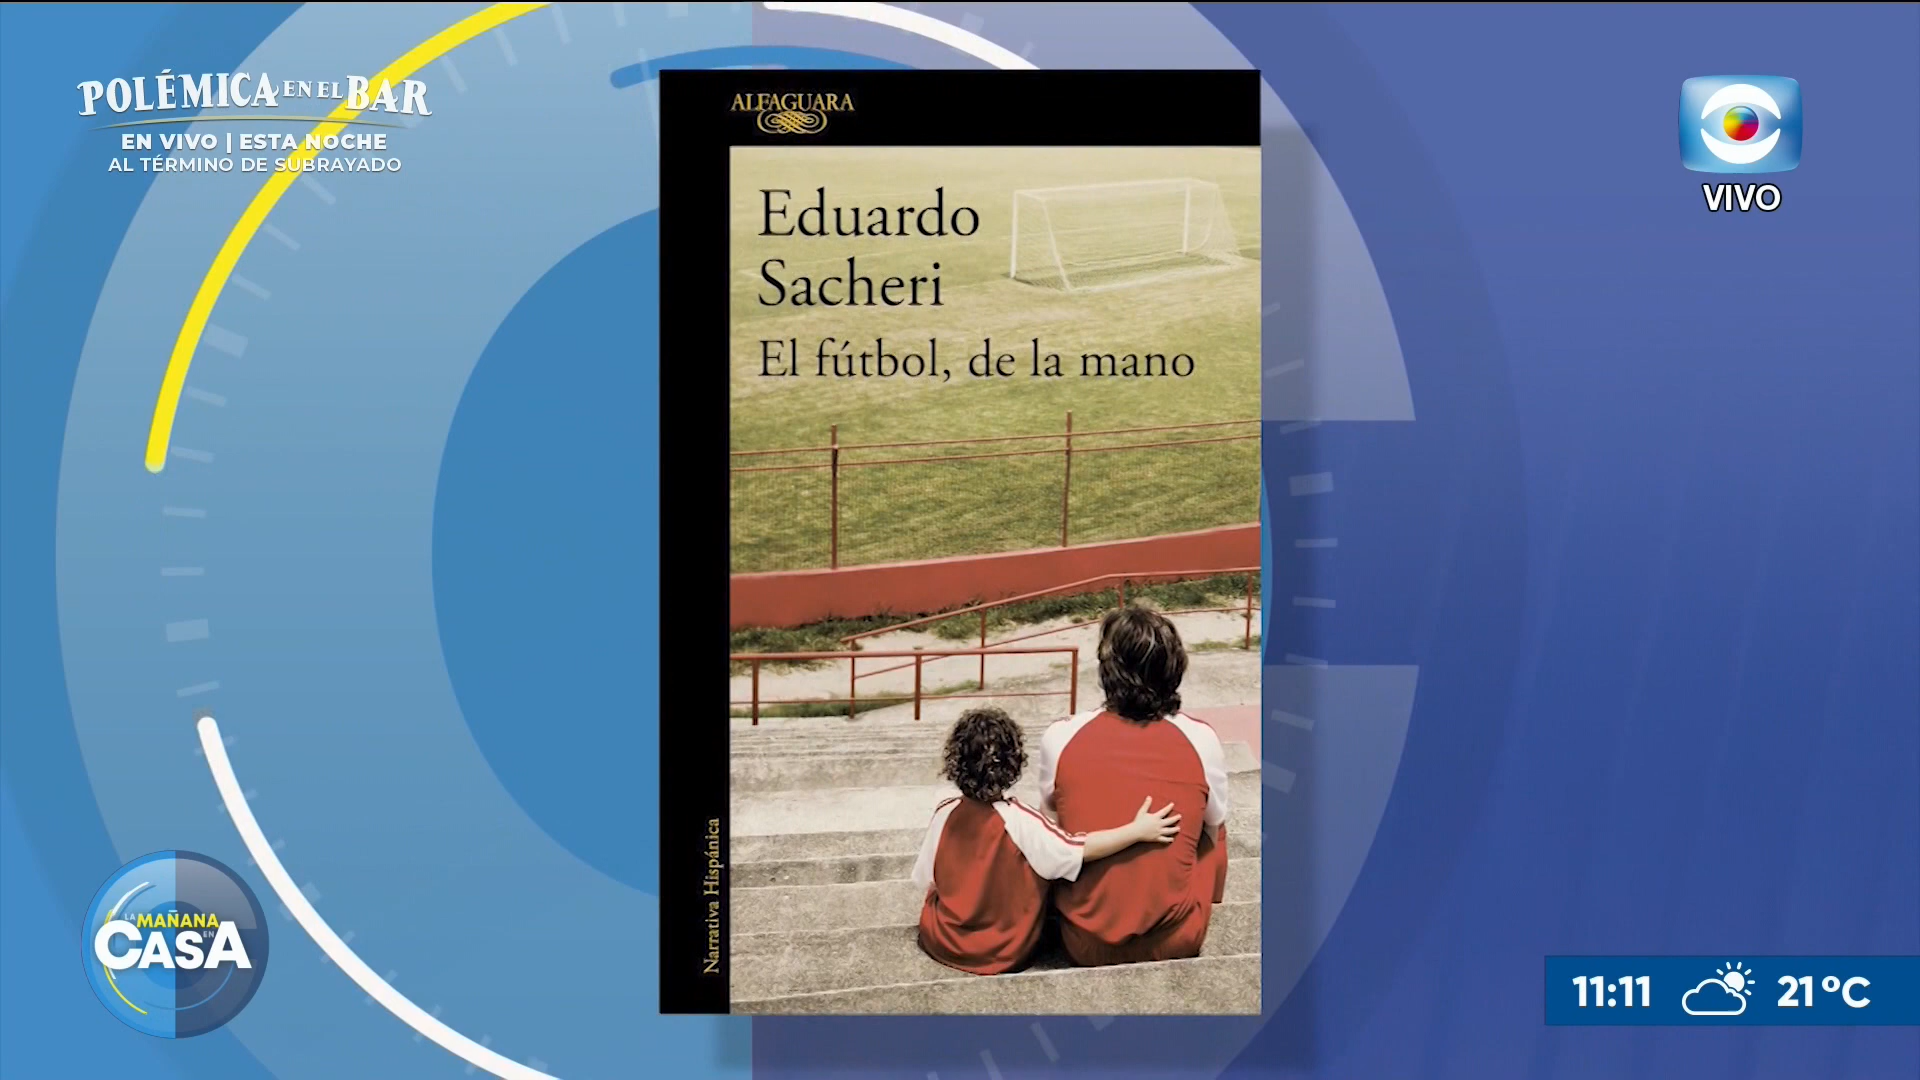 POLÉMICA EN EL BAR
EN VIVO | ESTA NOCHE
AL TÉRMINO DE SUBRAYADO
VIVO
ALFAGUARA
Eduardo
Sacheri
El fútbol, de la mano
Narrativa Hispánica
LA MAÑANA
EN
CASA
11:11 21°C